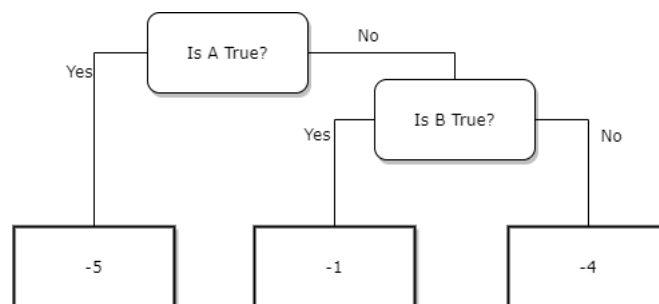 Is A True?
No
Yes
Is B True?
Yes
No
-5
-1
-4